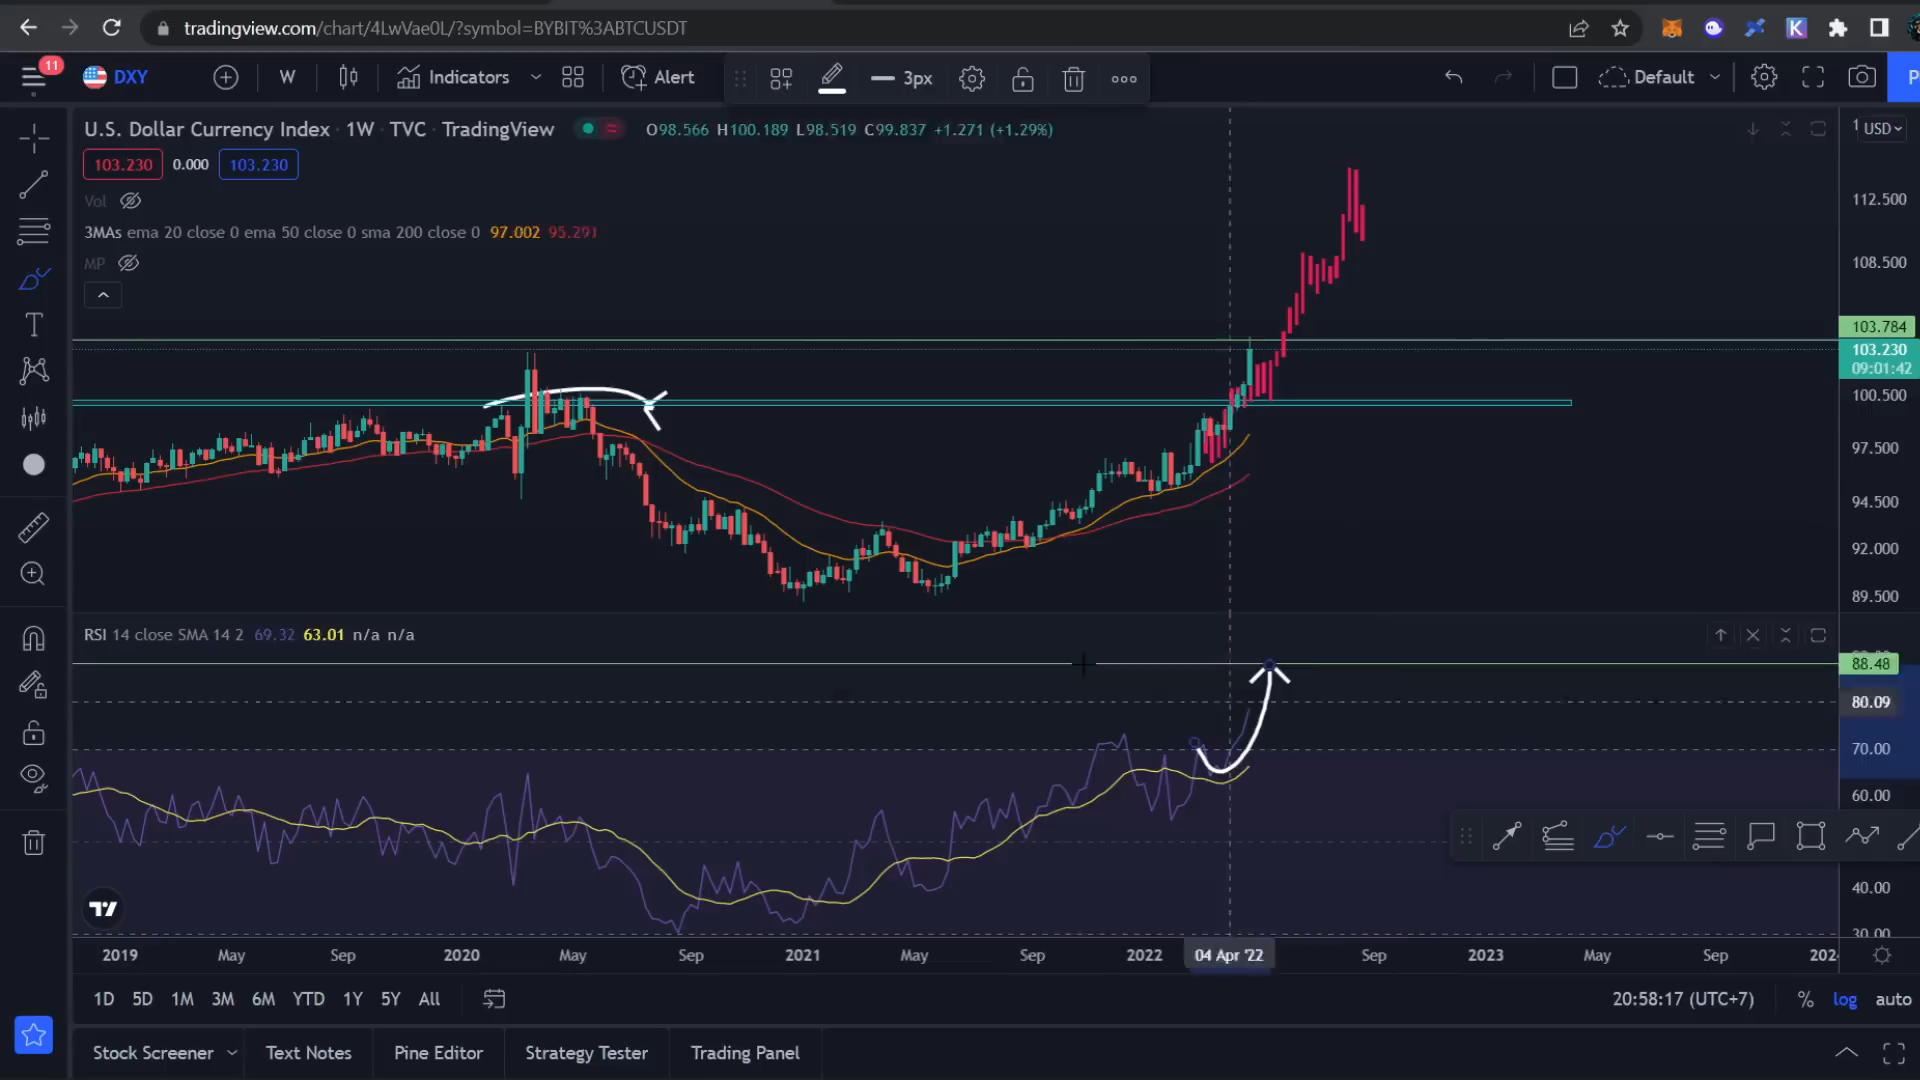 tradingview.com/chart/4LwVae0L/?symbol=BYBIT%3ABTCUSDT
11
DXY
W
Indicators
Alert
3px
Default
U.S. Dollar Currency Index · 1W · TVC · TradingView
O98.566 H100.189 L98.519 C99.837 +1.271 (+1.29%)
103.230
0.000
103.230
Vol
3MAs ema 20 close 0 ema 50 close 0 sma 200 close 0 97.002 95.291
MP
USD
112.500
108.500
103.784
103.230
09:01:42
100.500
97.500
94.500
92.000
89.500
RSI 14 close SMA 14 2 69.32 63.01 n/a n/a
88.48
80.09
70.00
60.00
40.00
30.00
2019
May
Sep
2020
May
Sep
2021
May
Sep
2022
04 Apr '22
Sep
2023
May
Sep
1D
5D
1M
3M
6M
YTD
1Y
5Y
All
20:58:17 (UTC+7)
%
log
auto
Stock Screener
Text Notes
Pine Editor
Strategy Tester
Trading Panel